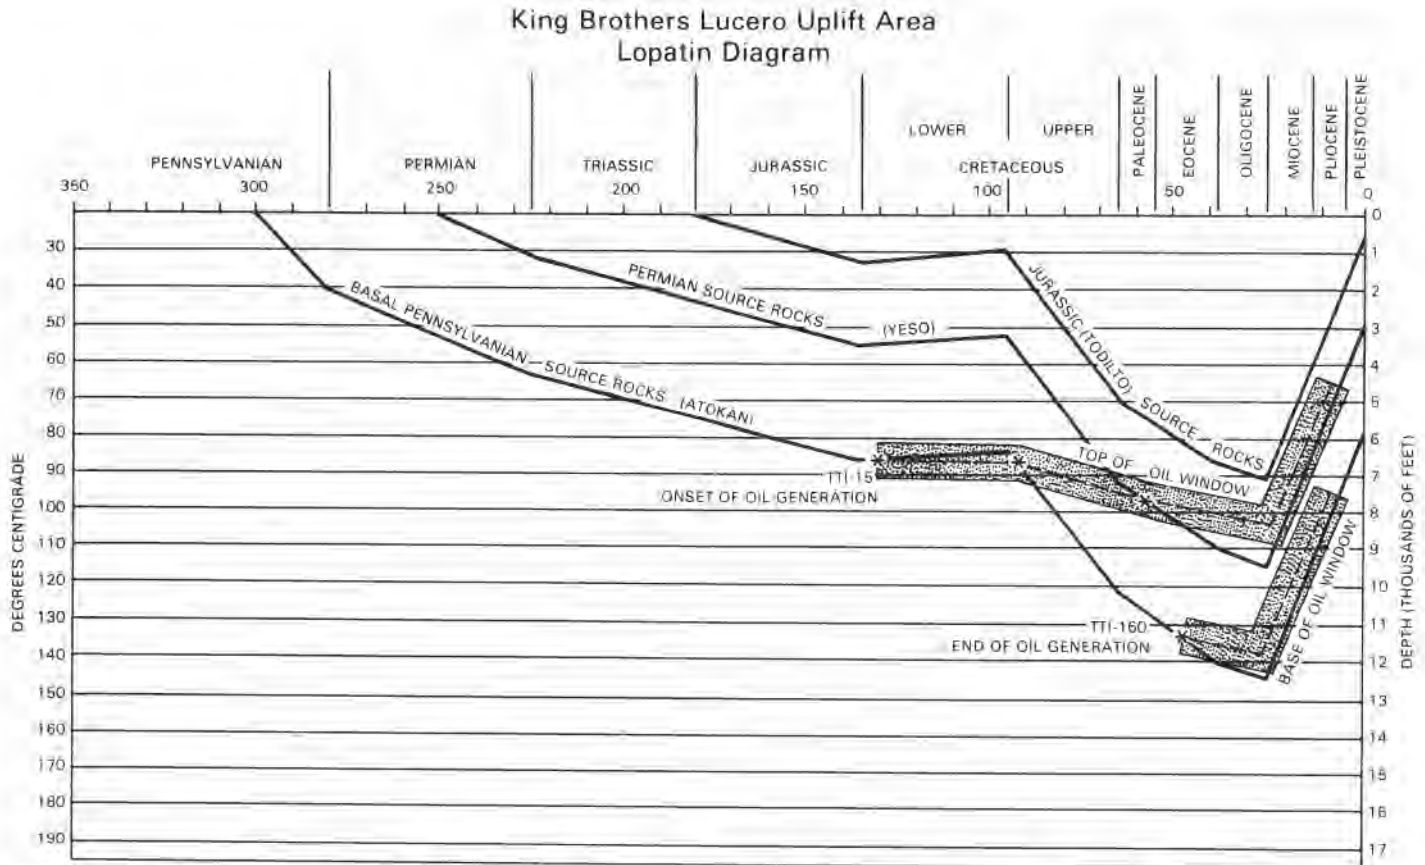 King Brothers Lucero Uplift Area
Lopatin Diagram
LOWER
UPPER
PALEOCENE
EOCENE
OLIGOCENE
MIOCENE
PLIOCENE
PLEISTOCENE
PENNSYLVANIAN
PERMIAN
TRIASSIC
JURASSIC
CRETACEOUS
350
300
250
200
150
100
50
0
DEGREES CENTIGRADE
30
40
50
60
70
80
90
100
110
120
130
140
150
160
170
180
190
DEPTH (THOUSANDS OF FEET)
0
1
2
3
4
5
6
7
8
9
10
11
12
13
14
15
16
17
BASAL PENNSYLVANIAN SOURCE ROCKS (ATOKAN)
PERMIAN SOURCE ROCKS (YESO)
JURASSIC (TODILTO) SOURCE ROCKS
TOP OF OIL WINDOW
TTI-15
ONSET OF OIL GENERATION
TTI-160
END OF OIL GENERATION
BASE OF OIL WINDOW